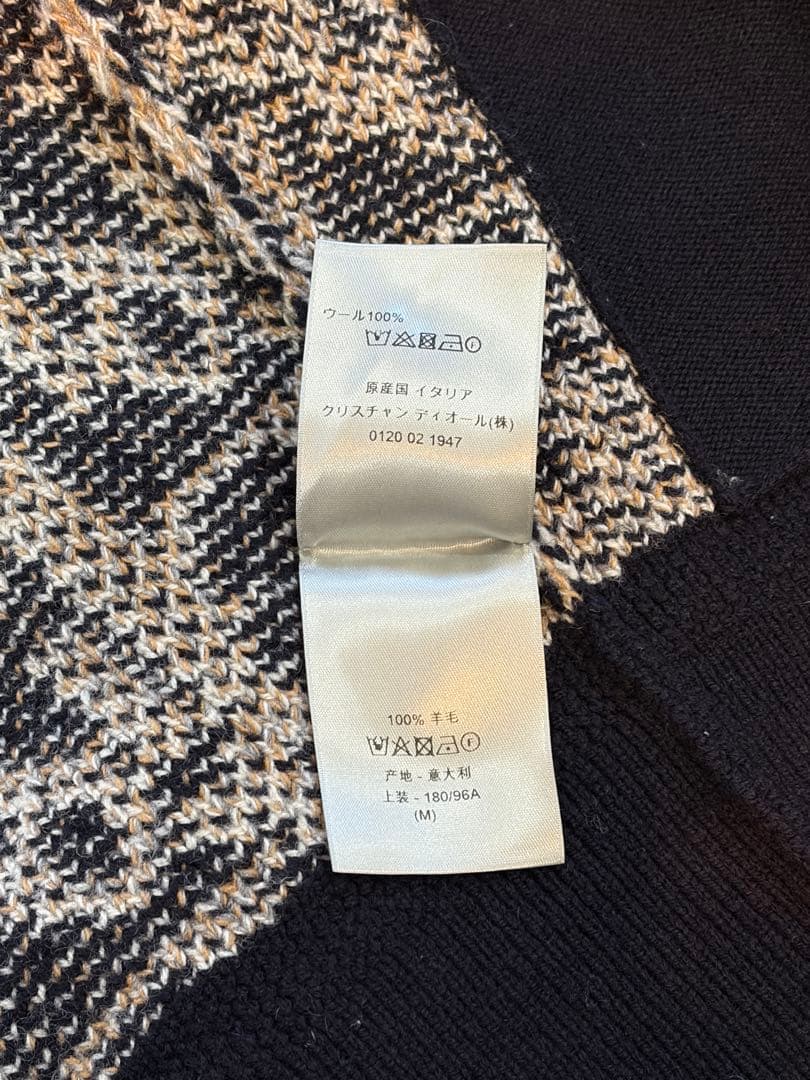 ウール100%
原産国 イタリア
クリスチャン ディオール(株)
0120 02 1947
100% 羊毛
产地 - 意大利
上装 - 180/96A
(M)